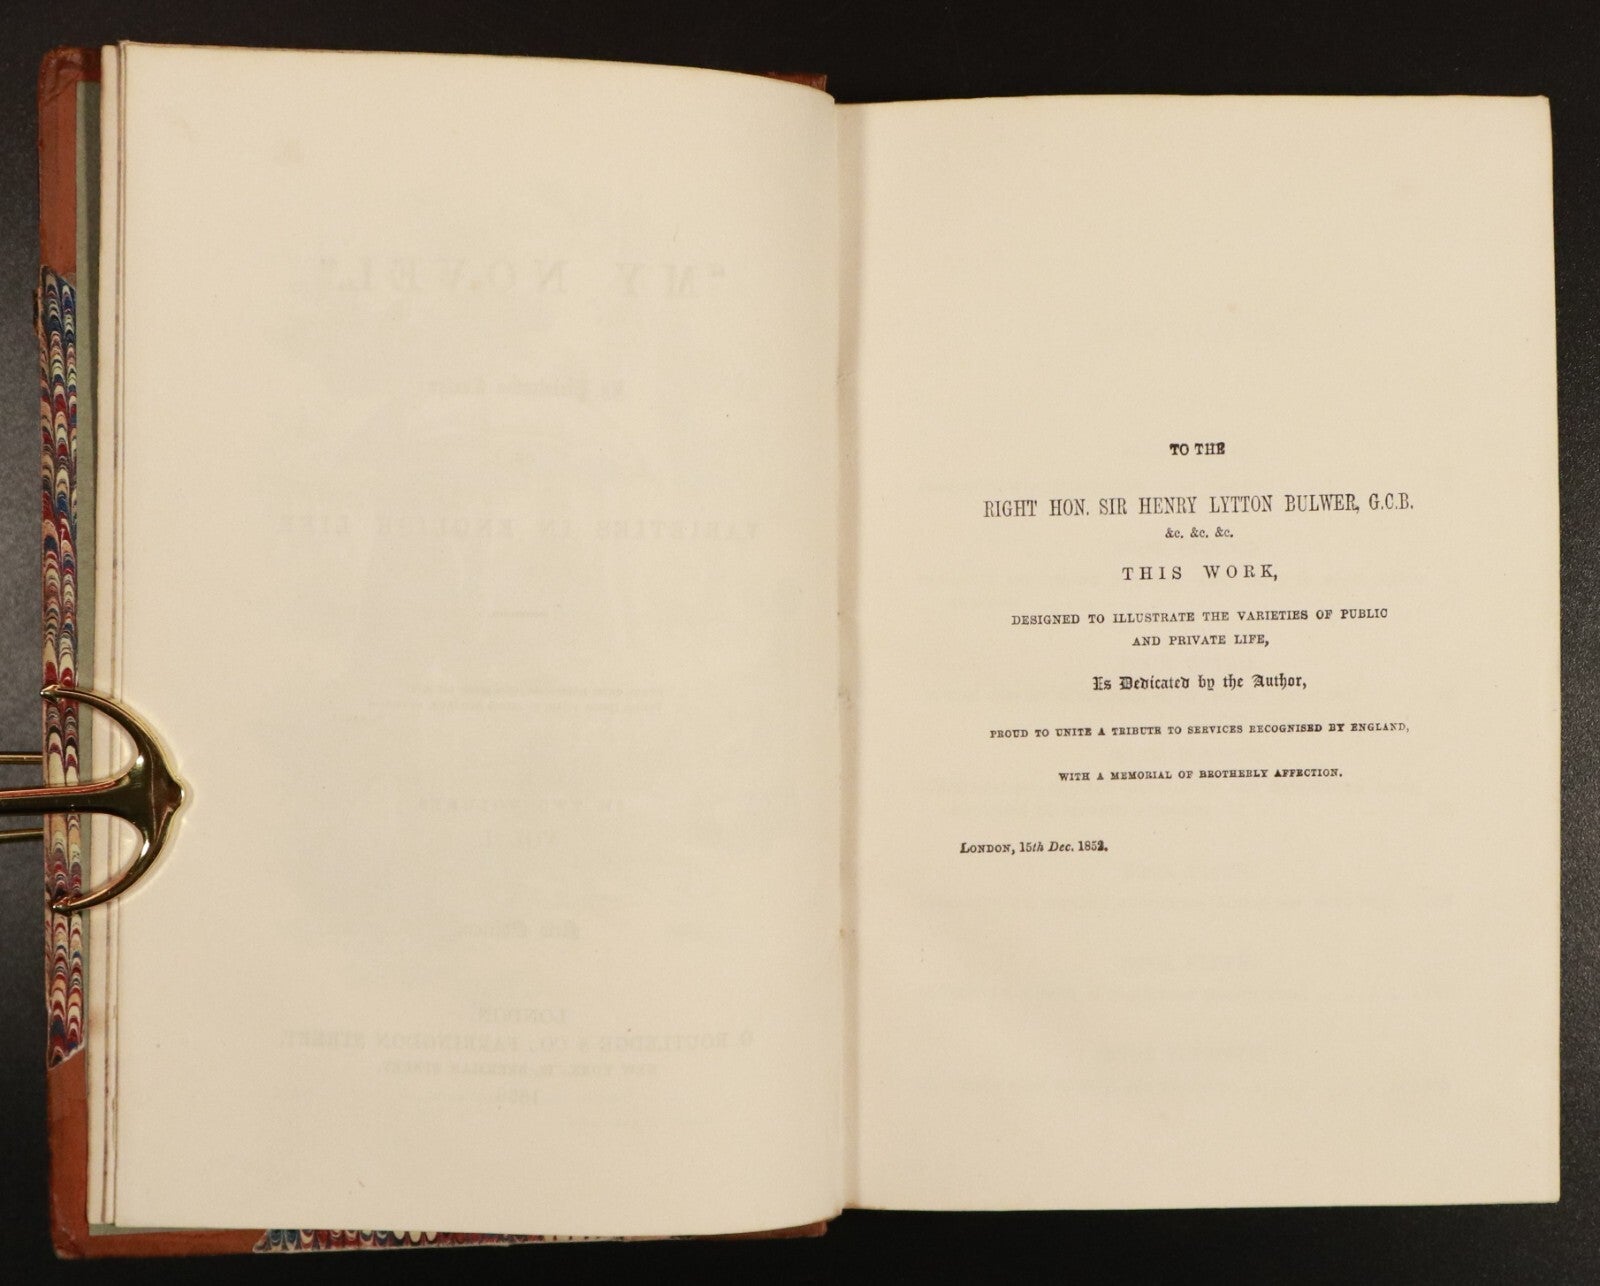 "MY NOVEL"
TO THE
RIGHT HON. SIR HENRY LYTTON BULWER, G.C.B.
&c. &c. &c.
THIS WORK,
DESIGNED TO ILLUSTRATE THE VARIETIES OF PUBLIC
AND PRIVATE LIFE,
Is Dedicated by the Author,
PROUD TO UNITE A TRIBUTE TO SERVICES RECOGNISED BY ENGLAND,
WITH A MEMORIAL OF BROTHERLY AFFECTION.
LONDON, 15th Dec. 1852.